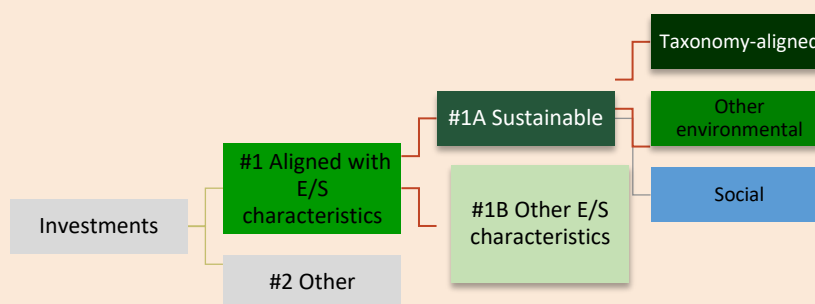 Taxonomy-aligned
#1A Sustainable
Other
environmental
#1 Aligned with
E/S
characteristics
#1B Other E/S
characteristics
Social
Investments
#2 Other